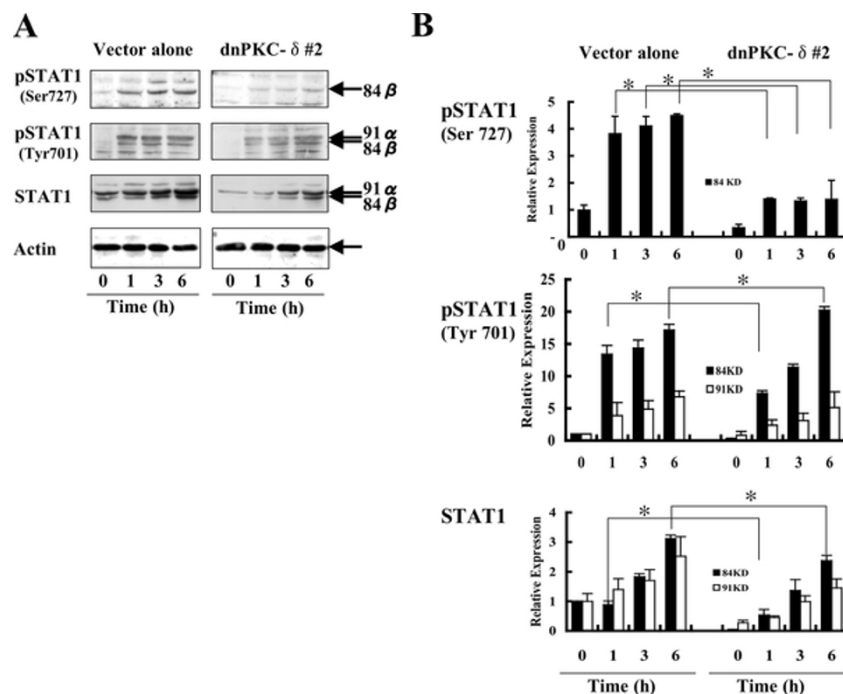 A
Vector alone
dnPKC- δ #2
pSTAT1
(Ser727)
84 β
pSTAT1
(Tyr701)
91 α
84 β
STAT1
91 α
84 β
Actin
0 1 3 6 0 1 3 6
Time (h) Time (h)
B
Vector alone dnPKC- δ #2
* * *
pSTAT1
(Ser 727)
Relative Expression
5
4
3
2
1
-
0
84 KD
0 1 3 6 0 1 3 6
* *
pSTAT1
(Tyr 701)
Relative Expression
25
20
15
10
5
0
84KD
91KD
0 1 3 6 0 1 3 6
* *
STAT1
Relative Expression
4
3
2
1
0
84KD
91KD
0 1 3 6 0 1 3 6
Time (h) Time (h)